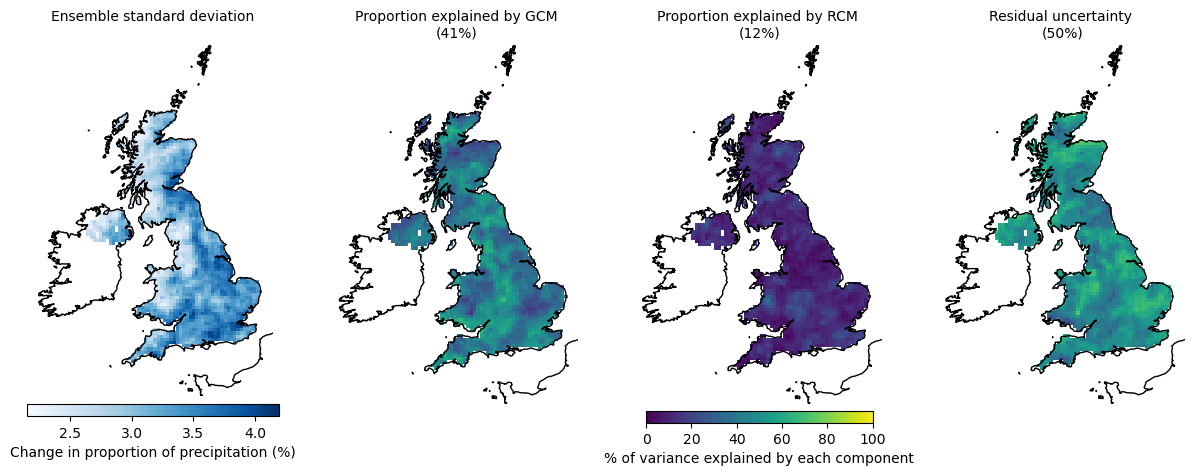 Ensemble standard deviation
Proportion explained by GCM
(41%)
Proportion explained by RCM
(12%)
Residual uncertainty
(50%)
2.5 3.0 3.5 4.0
Change in proportion of precipitation (%)
0 20 40 60 80 100
% of variance explained by each component